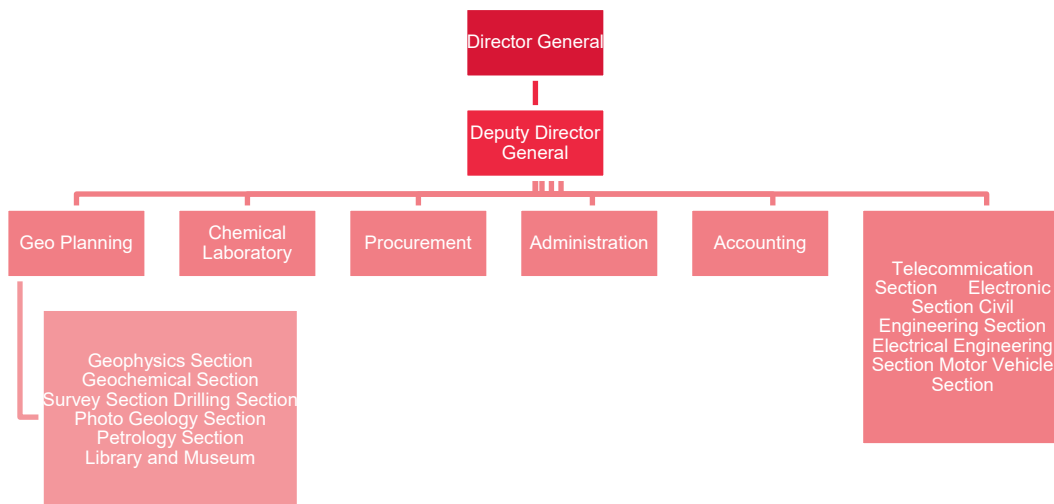 Director General
Deputy Director
General
Geo Planning
Chemical
Laboratory
Procurement
Administration
Accounting
Telecommication
Section Electronic
Section Civil
Engineering Section
Electrical Engineering
Section Motor Vehicle
Section
Geophysics Section
Geochemical Section
Survey Section Drilling Section
Photo Geology Section
Petrology Section
Library and Museum